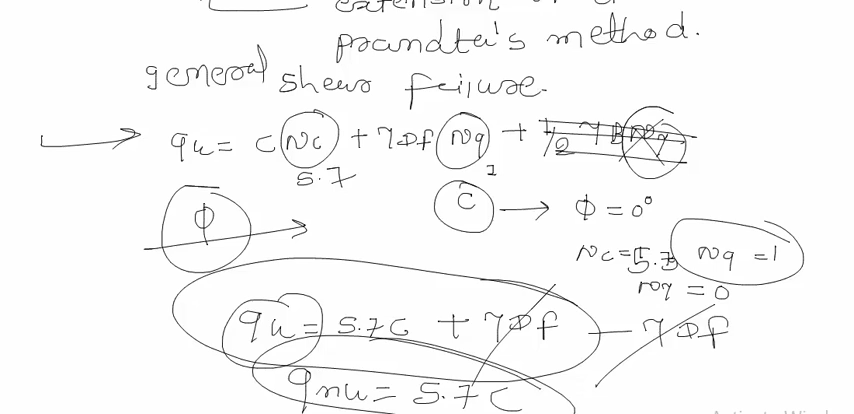 extension of a
prandtel's method.
general shear failure.
qu = C Nc + γDf Nq + 1/2 γBNγ
5.7 1
φ C → φ = 0°
Nc = 5.7 Nq = 1
Nγ = 0
qu = 5.7C + γDf - γDf
qnu = 5.7C